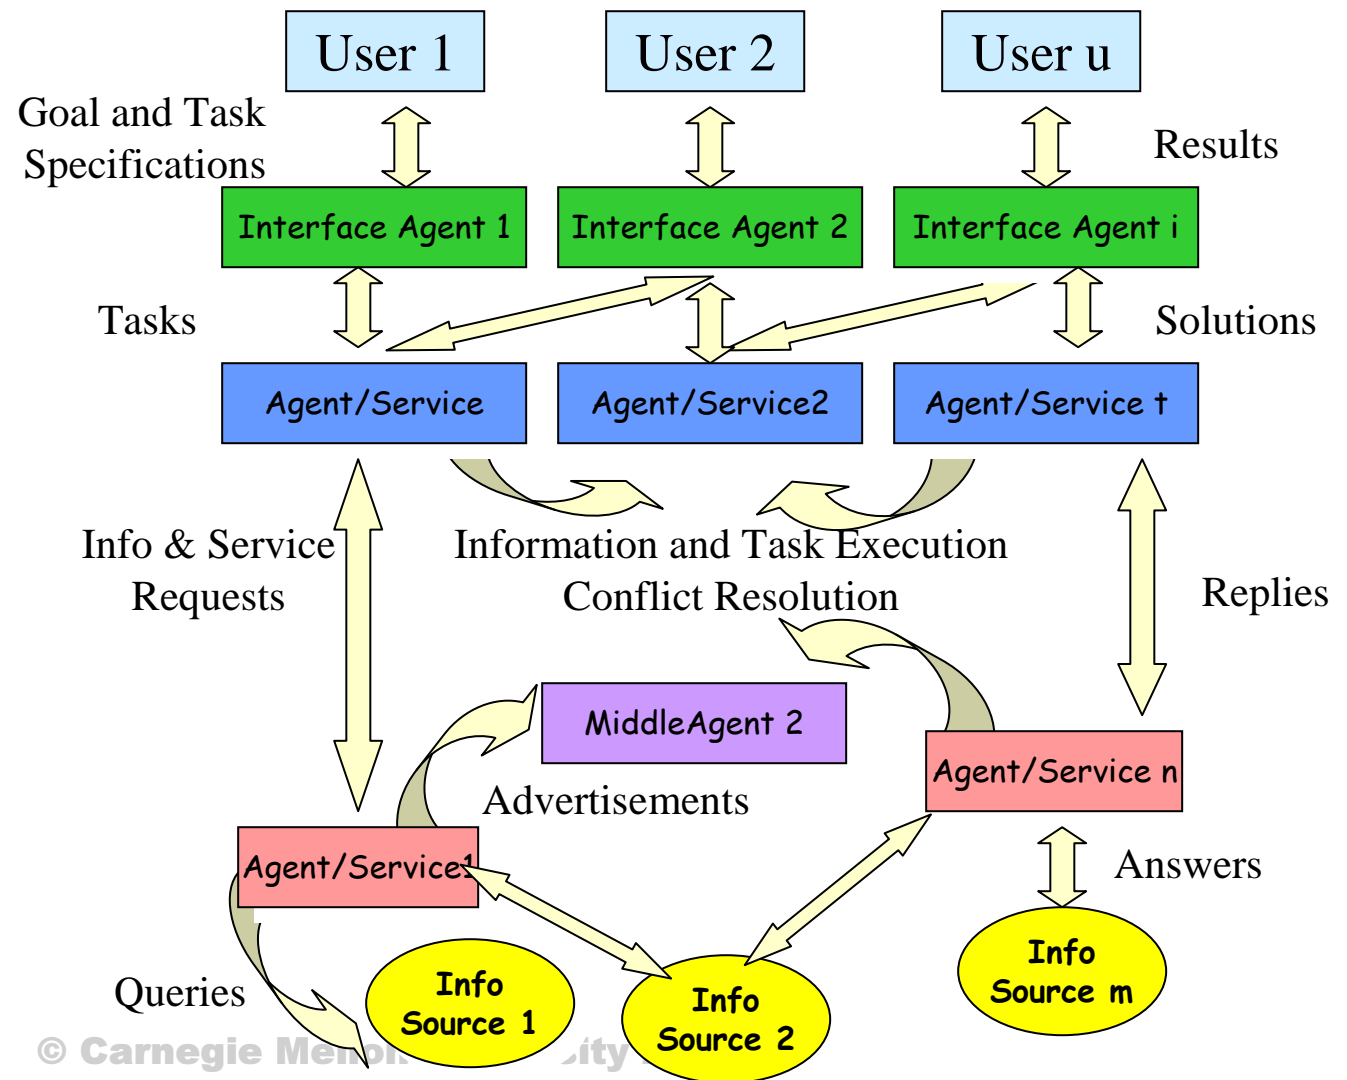 User 1
User 2
User u
Goal and Task
Specifications
Results
Interface Agent 1
Interface Agent 2
Interface Agent i
Tasks
Solutions
Agent/Service
Agent/Service2
Agent/Service t
Info & Service
Requests
Information and Task Execution
Conflict Resolution
Replies
MiddleAgent 2
Agent/Service n
Advertisements
Agent/Service1
Answers
Info
Source m
Queries
Info
Source 1
Info
Source 2
© Carnegie